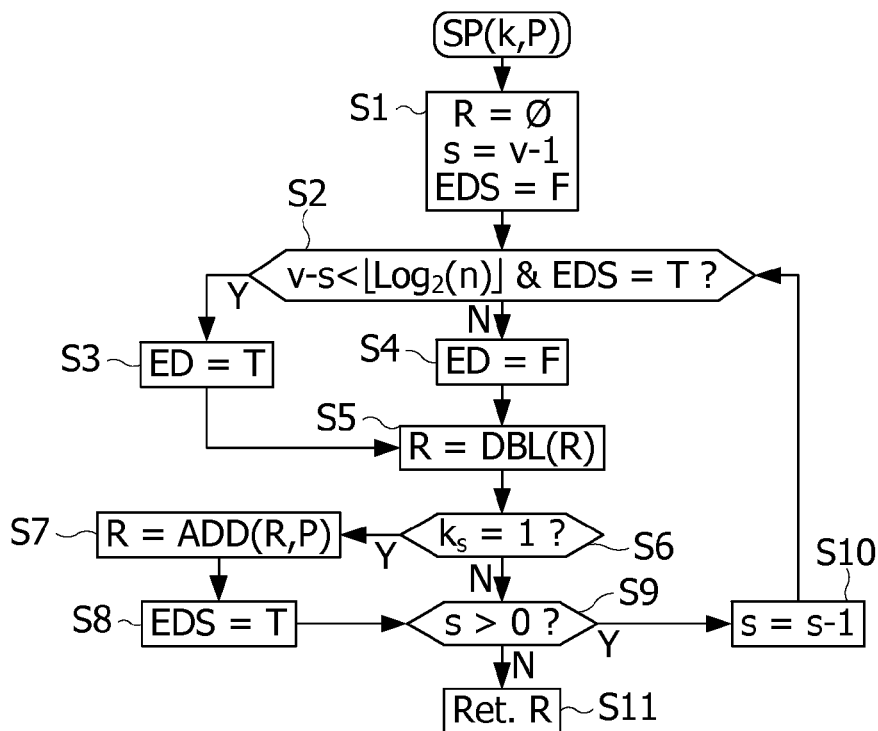 SP(k,P)
S1
R = Ø
s = v-1
EDS = F
S2
v-s<⌊Log₂(n)⌋ & EDS = T ?
Y
N
S3
ED = T
S4
ED = F
S5
R = DBL(R)
S7
R = ADD(R,P)
Y
kₛ = 1 ?
S6
N
S10
S8
EDS = T
s > 0 ?
S9
Y
s = s-1
N
Ret. R
S11